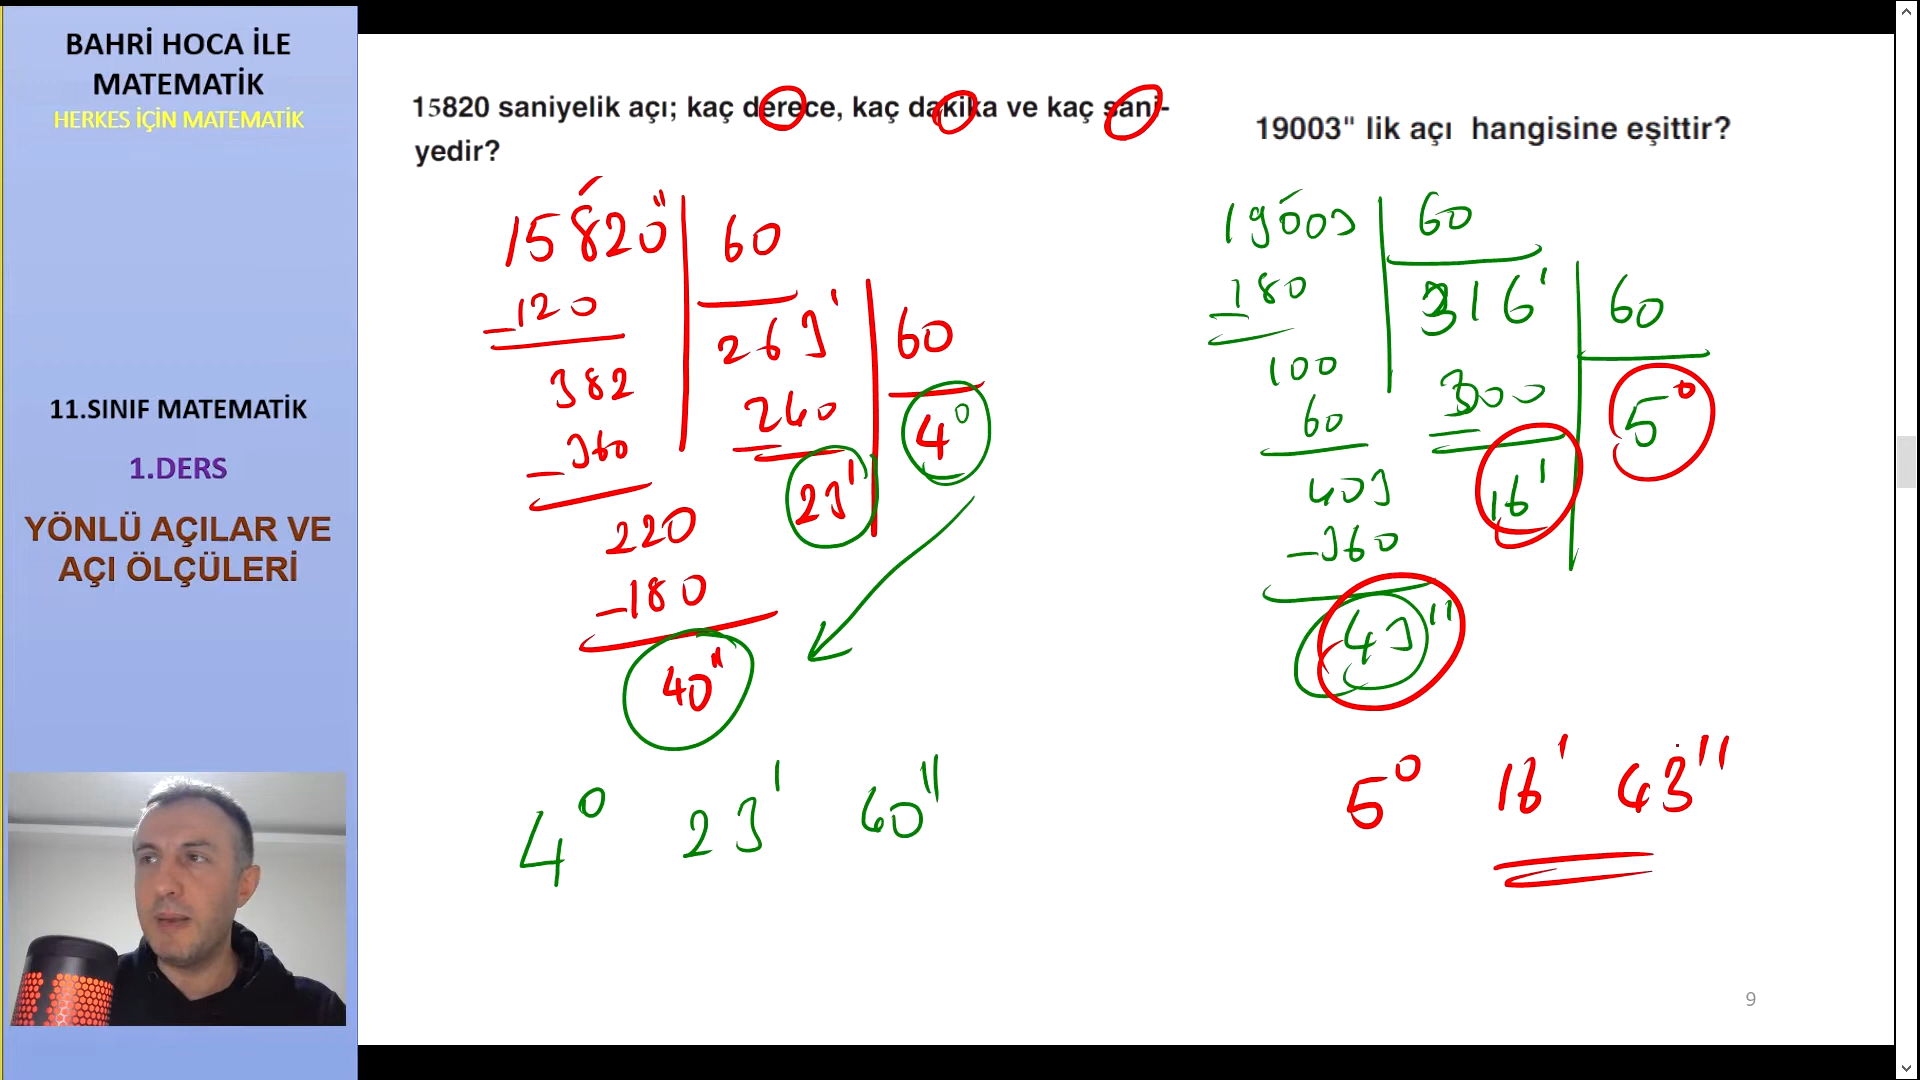 BAHRİ HOCA İLE
MATEMATİK
HERKES İÇİN MATEMATİK
11.SINIF MATEMATİK
1.DERS
YÖNLÜ AÇILAR VE
AÇI ÖLÇÜLERİ
15820 saniyelik açı; kaç derece, kaç dakika ve kaç sani-
yedir?
15820" 60
-120
263' 60
382
240 4°
-360
23'
220
-180
40"
4° 23' 40"
19003" lik açı hangisine eşittir?
19003 60
-180
316' 60
100
300 5°
60
16'
403
-360
43"
5° 16' 43"
9